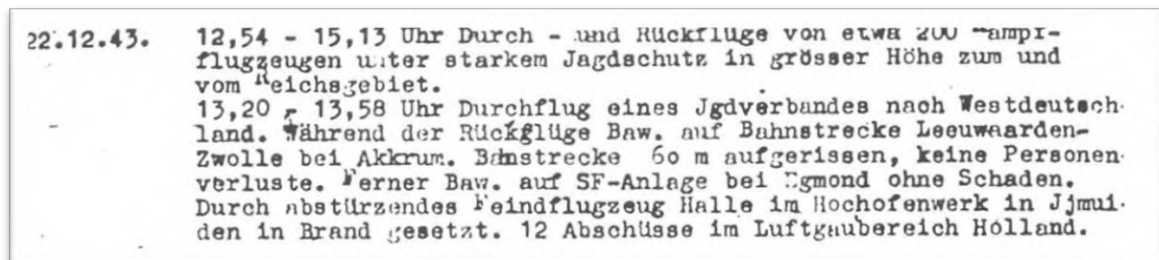 22.12.43. 12,54 - 15,13 Uhr Durch - und Rückflüge von etwa 200 Kampf-
flugzeugen unter starkem Jagdschutz in grösser Höhe zum und
vom Reichsgebiet.
13,20 - 13,58 Uhr Durchflug eines Jgdverbandes nach Westdeutsch-
land. Während der Rückflüge Baw. auf Bahnstrecke Leeuwaarden-
Zwolle bei Akkrum. Bahnstrecke 60 m aufgerissen, keine Personen-
verluste. Ferner Baw. auf SF-Anlage bei Egmond ohne Schaden.
Durch abstürzendes Feindflugzeug Halle im Hochofenwerk in Jjmui-
den in Brand gesetzt. 12 Abschüsse im Luftgaubereich Holland.